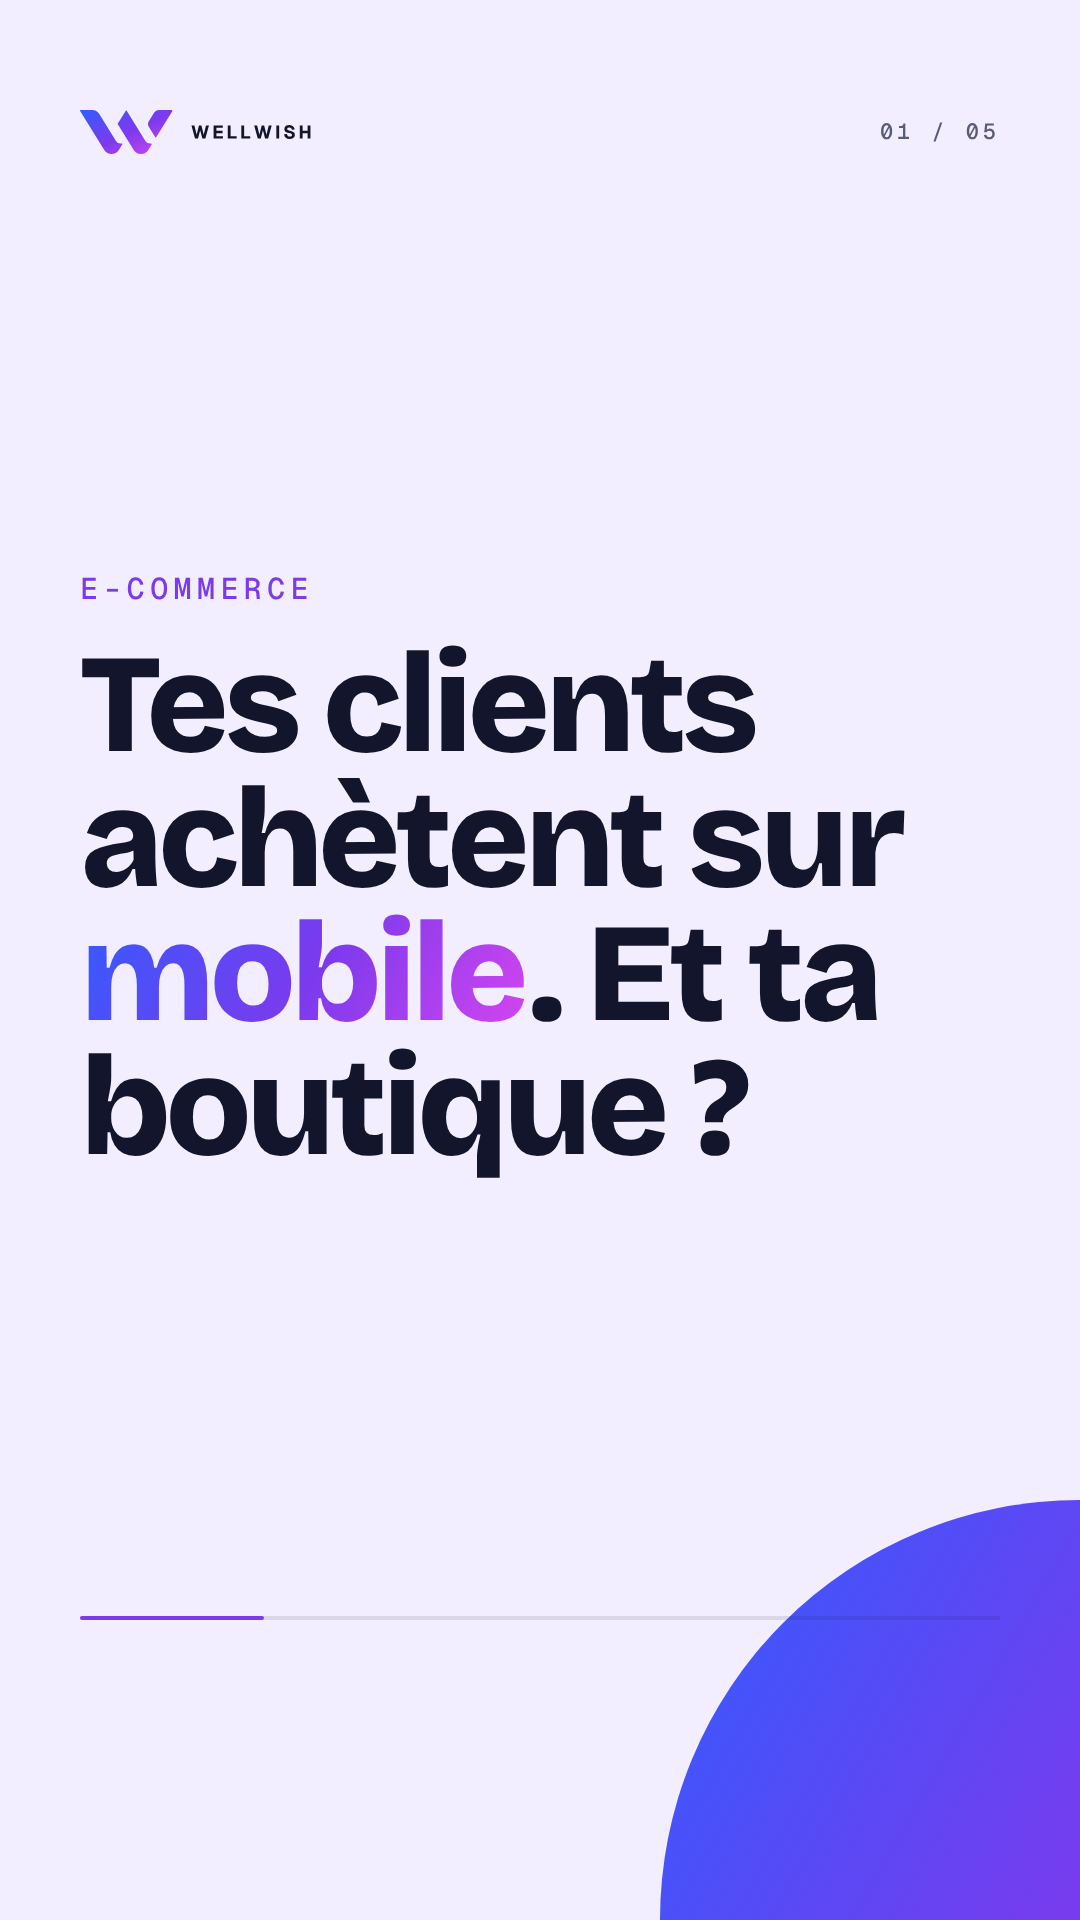 WELLWISH
01 / 05
E-COMMERCE
Tes clients
achètent sur
mobile. Et ta
boutique ?